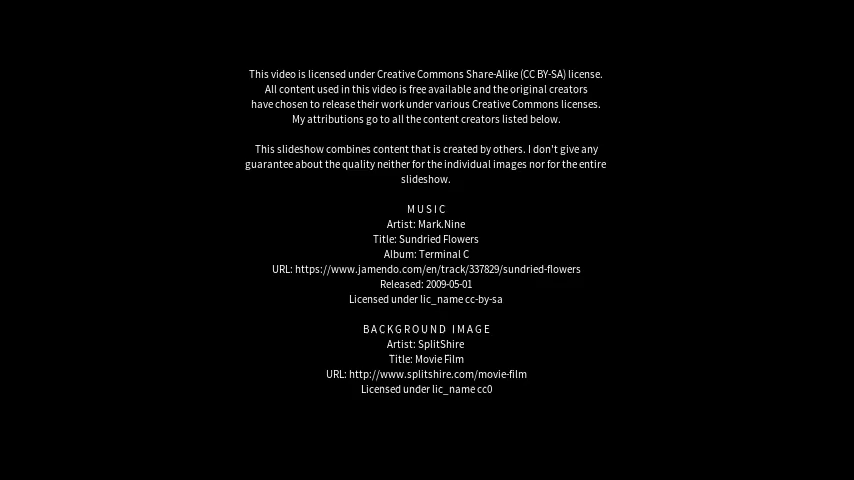 This video is licensed under Creative Commons Share-Alike (CC BY-SA) license.
All content used in this video is free available and the original creators
have chosen to release their work under various Creative Commons licenses.
My attributions go to all the content creators listed below.
This slideshow combines content that is created by others. I don't give any
guarantee about the quality neither for the individual images nor for the entire
slideshow.
MUSIC
Artist: Mark.Nine
Title: Sundried Flowers
Album: Terminal C
URL: https://www.jamendo.com/en/track/337829/sundried-flowers
Released: 2009-05-01
Licensed under lic_name cc-by-sa
BACKGROUND IMAGE
Artist: SplitShire
Title: Movie Film
URL: http://www.splitshire.com/movie-film
Licensed under lic_name cc0